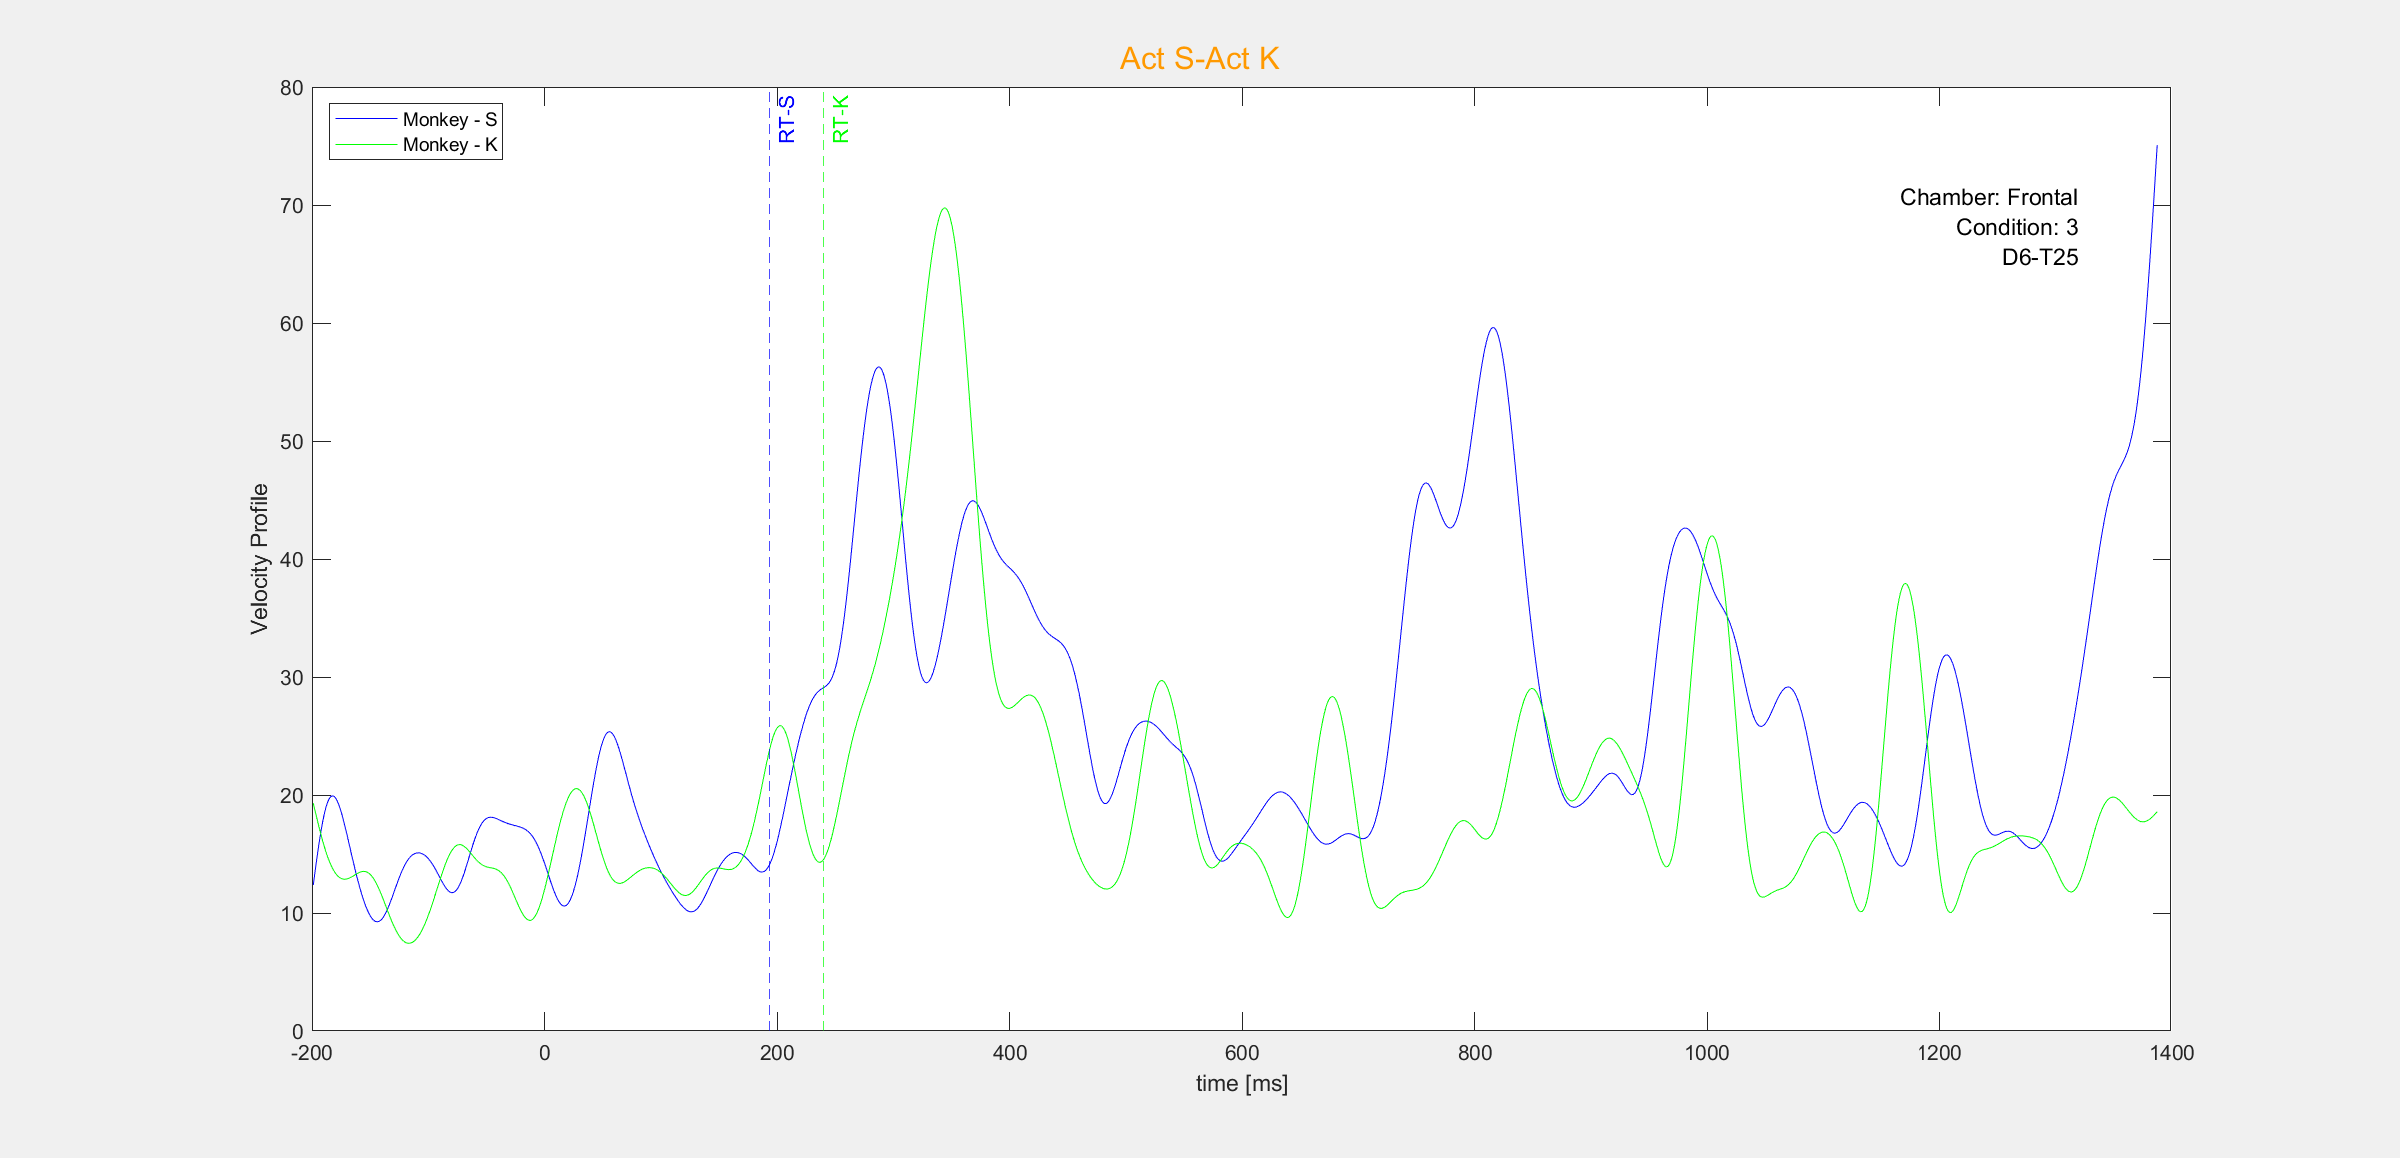 Act S-Act K
80
70
60
50
40
30
20
10
0
Velocity Profile
-200
0
200
400
600
800
1000
1200
1400
time [ms]
Monkey - S
Monkey - K
RT-S
RT-K
Chamber: Frontal
Condition: 3
D6-T25